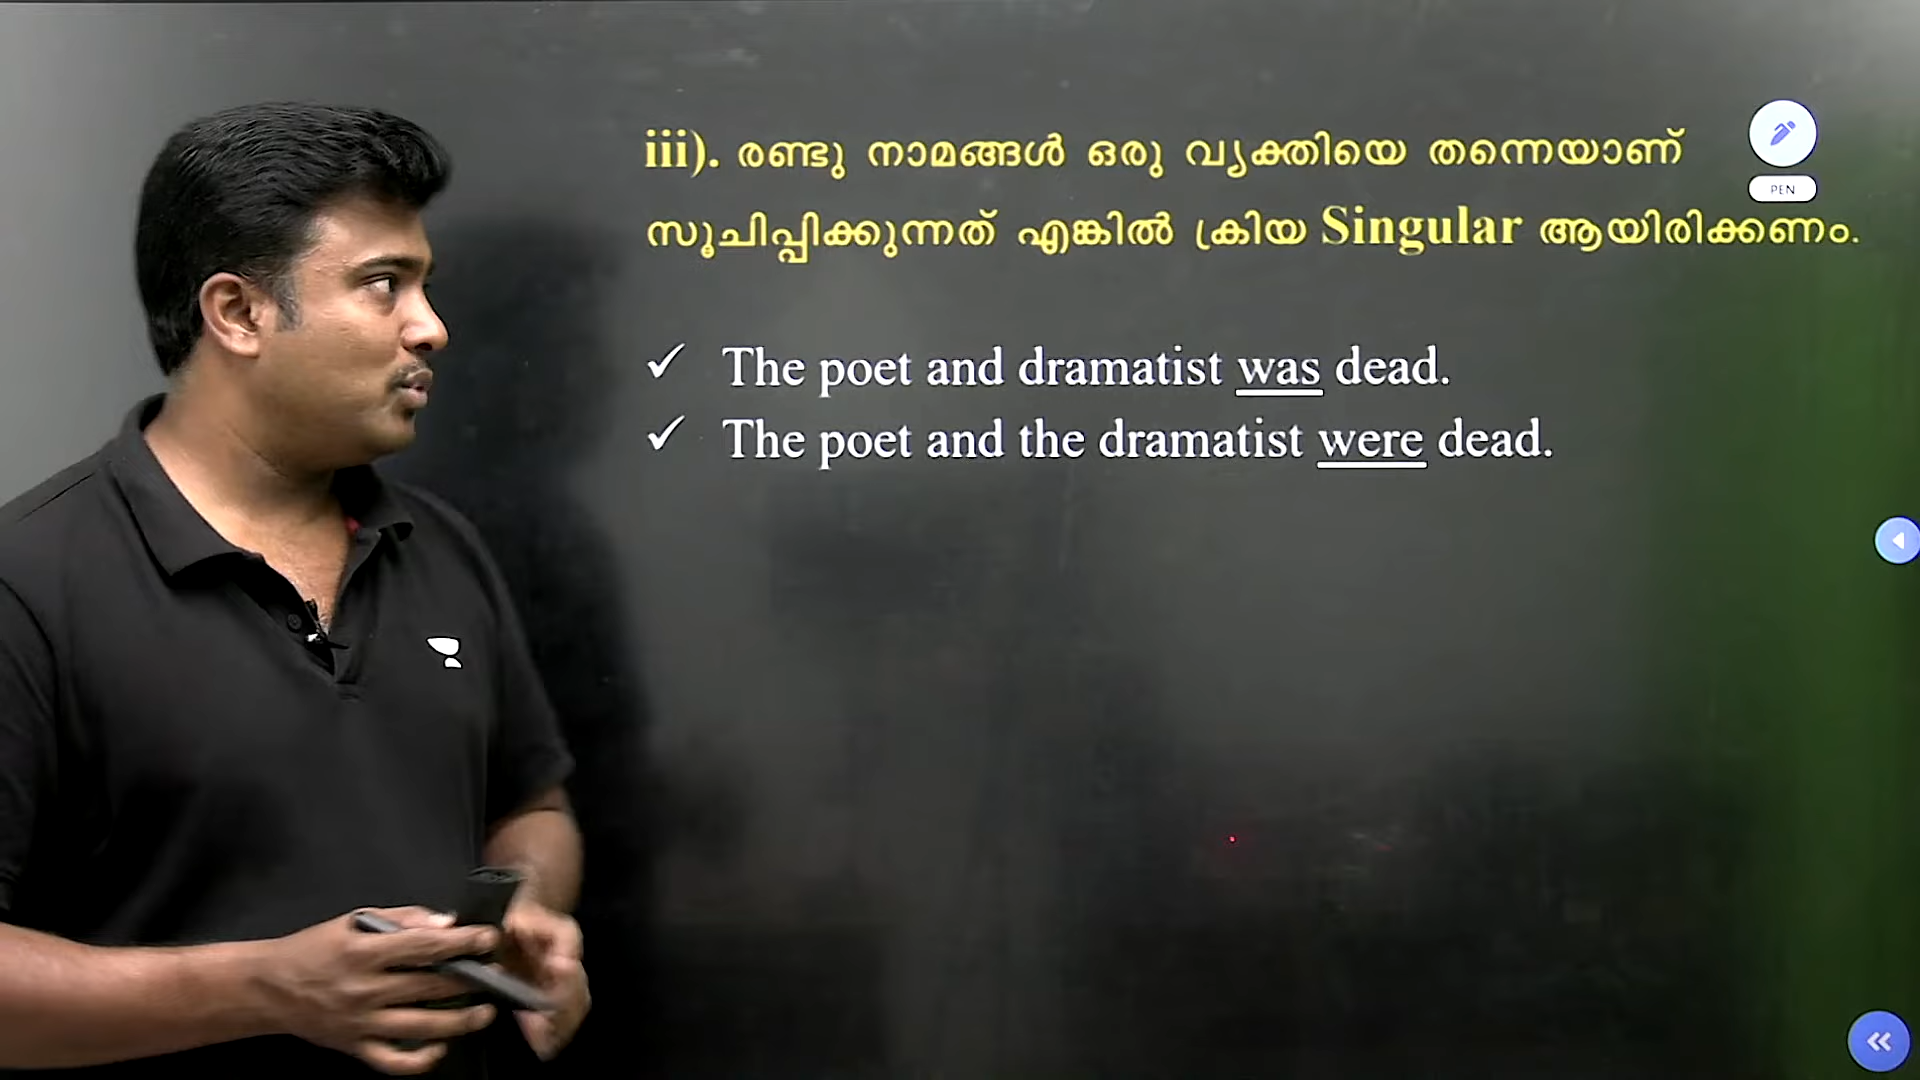 iii). രണ്ടു നാമങ്ങൾ ഒരു വ്യക്തിയെ തന്നെയാണ്
സൂചിപ്പിക്കുന്നത് എങ്കിൽ ക്രിയ Singular ആയിരിക്കണം.
✓ The poet and dramatist was dead.
✓ The poet and the dramatist were dead.
PEN